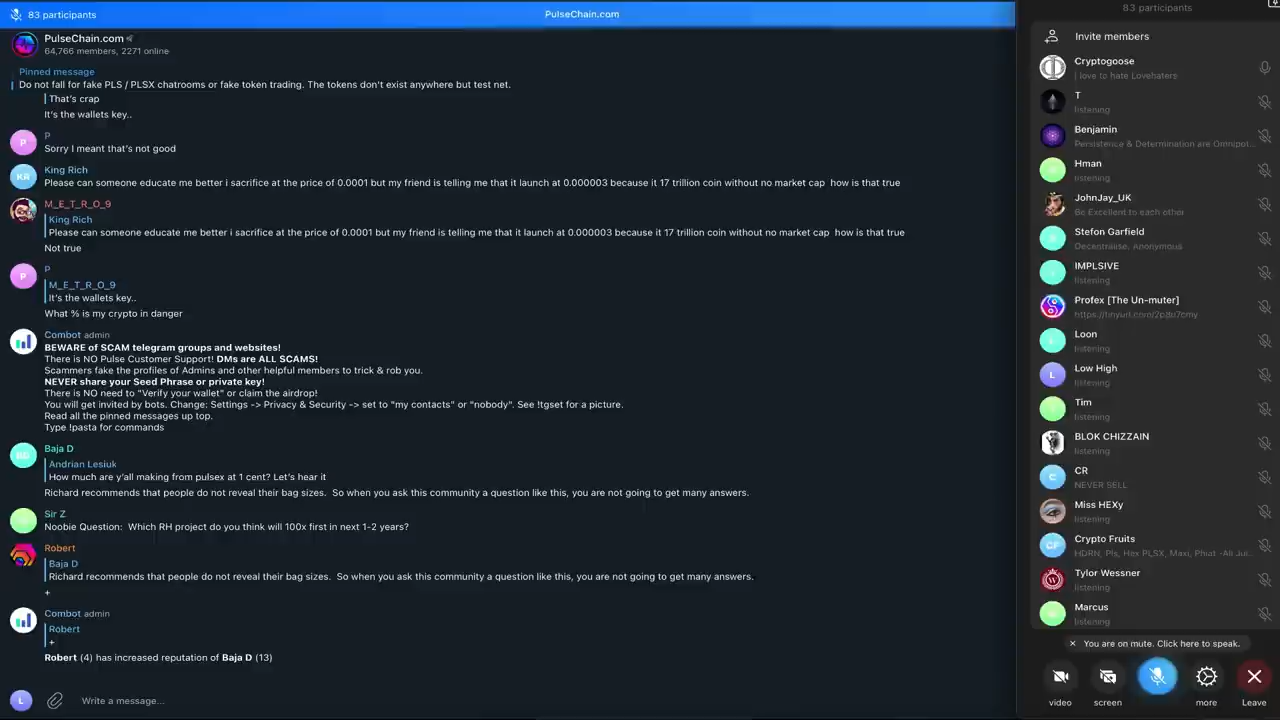 83 participants
PulseChain.com
PulseChain.com
64,766 members, 2271 online
Pinned message
Do not fall for fake PLS / PLSX chatrooms or fake token trading. The tokens don't exist anywhere but test net.
That's crap
It's the wallets key..
P
P
Sorry I meant that's not good
KR
King Rich
Please can someone educate me better i sacrifice at the price of 0.0001 but my friend is telling me that it launch at 0.000003 because it 17 trillion coin without no market cap how is that true
M_E_T_R_O_9
King Rich
Please can someone educate me better i sacrifice at the price of 0.0001 but my friend is telling me that it launch at 0.000003 because it 17 trillion coin without no market cap how is that true
Not true
P
P
M_E_T_R_O_9
It's the wallets key..
What % is my crypto in danger
Combot admin
BEWARE of SCAM telegram groups and websites!
There is NO Pulse Customer Support! DMs are ALL SCAMS!
Scammers fake the profiles of Admins and other helpful members to trick & rob you.
NEVER share your Seed Phrase or private key!
There is NO need to "Verify your wallet" or claim the airdrop!
You will get invited by bots. Change: Settings -> Privacy & Security -> set to "my contacts" or "nobody". See !tgset for a picture.
Read all the pinned messages up top.
Type !pasta for commands
BD
Baja D
Andrian Lesiuk
How much are y'all making from pulsex at 1 cent? Let's hear it
Richard recommends that people do not reveal their bag sizes. So when you ask this community a question like this, you are not going to get many answers.
Sir Z
Noobie Question: Which RH project do you think will 100x first in next 1-2 years?
Robert
Baja D
Richard recommends that people do not reveal their bag sizes. So when you ask this community a question like this, you are not going to get many answers.
+
Combot admin
Robert
+
Robert (4) has increased reputation of Baja D (13)
L
Write a message...
83 participants
Invite members
Cryptogoose
I love to hate Lovehaters
T
listening
Benjamin
Persistence & Determination are Omnipot...
Hman
listening
JohnJay_UK
Be Excellent to each other
Stefon Garfield
Decentralise, Anonymous
IMPLSIVE
listening
Profex [The Un-muter]
Loon
listening
L
Low High
listening
Tim
listening
BLOK CHIZZAIN
listening
C
CR
NEVER SELL
Miss HEXy
listening
CF
Crypto Fruits
HDRN, Pls, Hex PLSX, Maxi, Phiat
Tylor Wessner
listening
Marcus
listening
You are on mute. Click here to speak.
video
screen
more
Leave